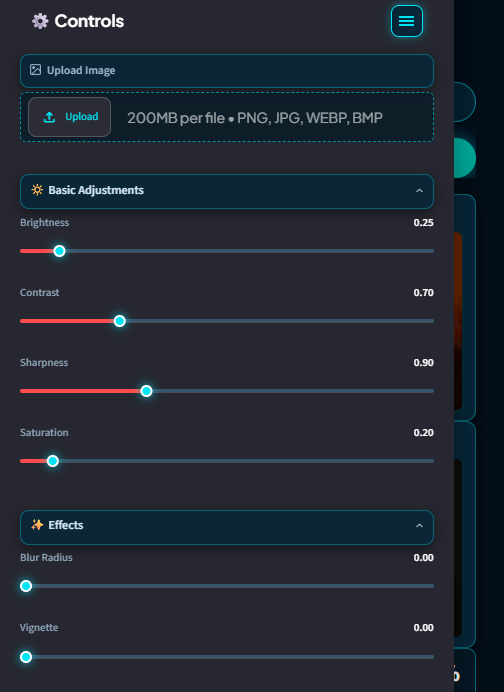 Controls
Upload Image
Upload
200MB per file • PNG, JPG, WEBP, BMP
Basic Adjustments
Brightness 0.25
Contrast 0.70
Sharpness 0.90
Saturation 0.20
Effects
Blur Radius 0.00
Vignette 0.00
%